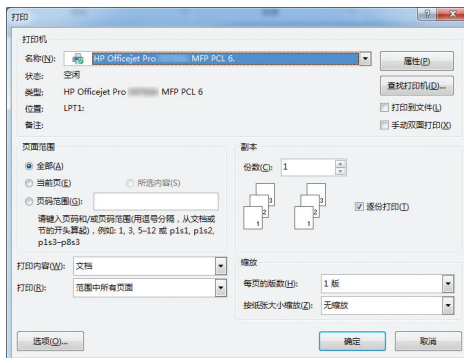 打印
打印机
名称(N): HP Officejet Pro MFP PCL 6. 属性(P)
状态: 空闲 查找打印机(D)...
类型: HP Officejet Pro MFP PCL 6
位置: LPT1: 打印到文件(L)
备注: 手动双面打印(X)
页面范围
全部(A)
当前页(E) 所选内容(S)
页码范围(G):
请键入页码和/或页码范围(用逗号分隔，从文档或
节的开头算起)，例如: 1, 3, 5-12 或 p1s1, p1s2,
p1s3-p8s3
副本
份数(C): 1
1 2 3 1 2 3
逐份打印(T)
打印内容(W): 文档
打印(R): 范围中所有页面
缩放
每页的版数(H): 1 版
按纸张大小缩放(Z): 无缩放
选项(O)... 确定 取消